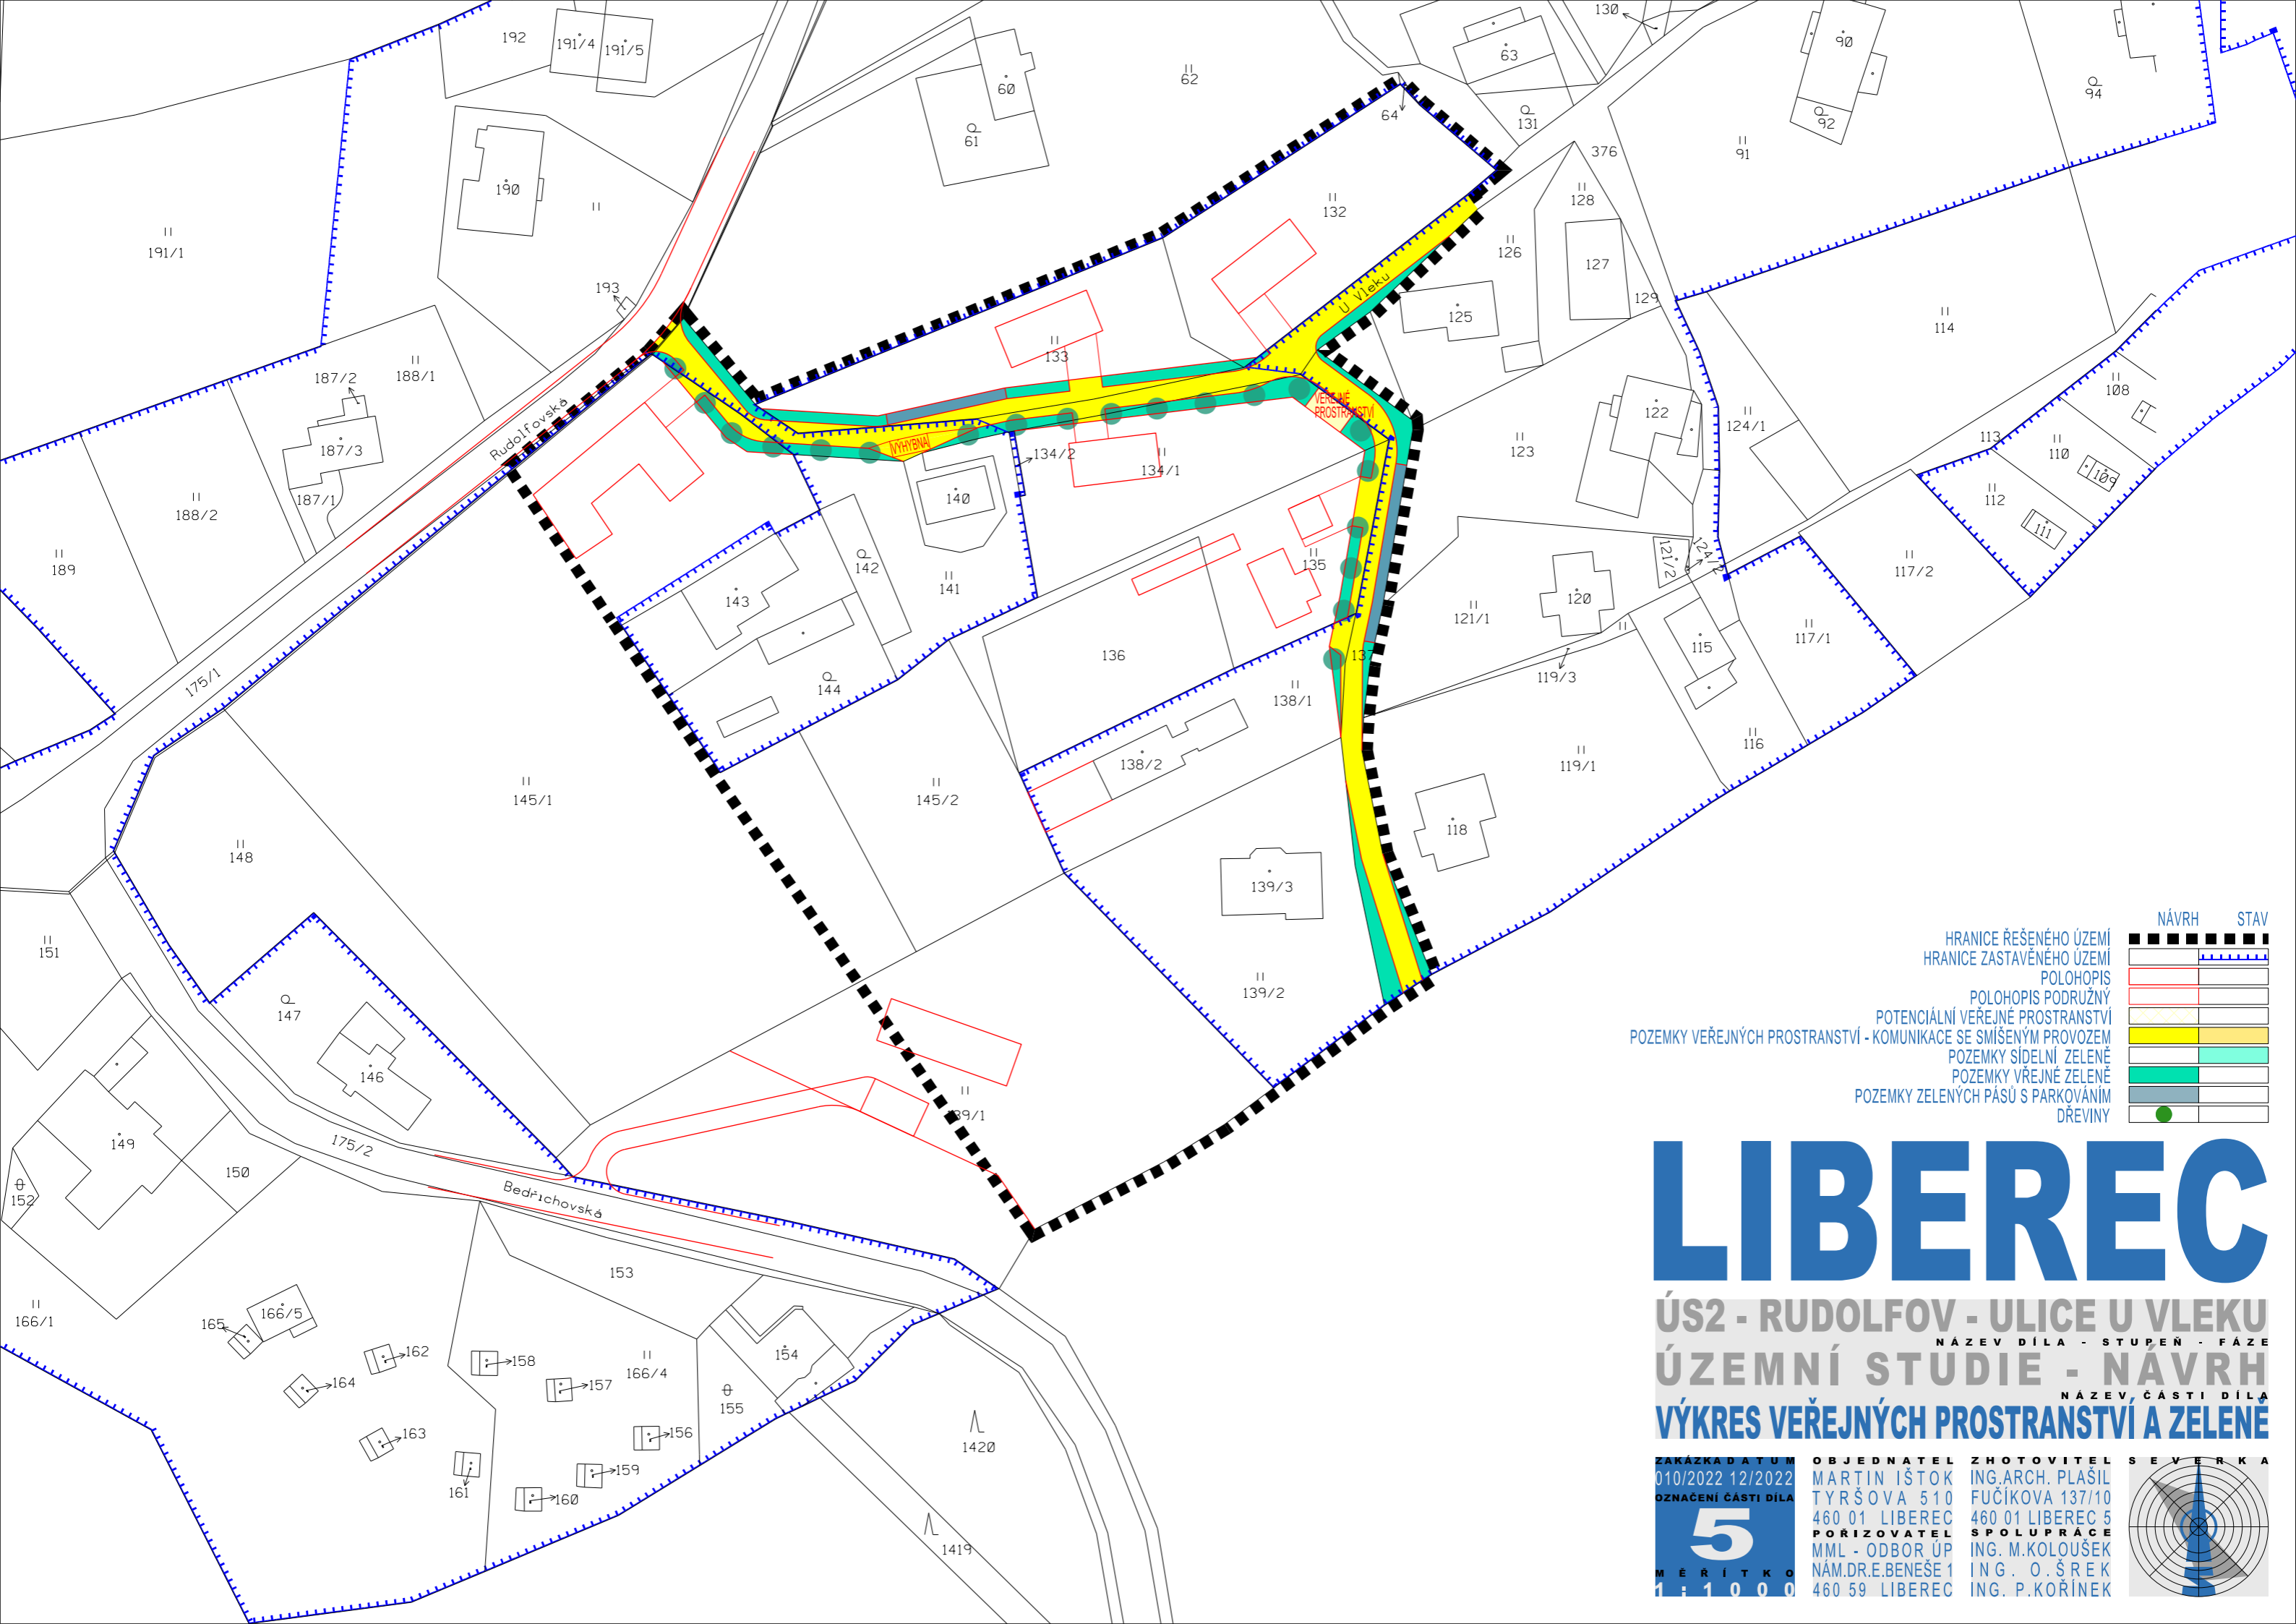 192
191/4
191/5
190
191/1
193
187/2
188/1
187/3
187/1
188/2
189
Rudolfovská
175/1
60
61
62
63
64
130
131
90
92
94
91
376
132
128
126
127
129
125
U Vleku
133
VEŘEJNÉ
PROSTRANSTVÍ
VÝHYBNA
134/2
134/1
140
141
142
143
144
135
136
137
138/1
138/2
122
123
124/1
124/2
121/2
121/1
120
119/3
119/1
118
115
116
117/1
117/2
114
113
112
111
110
109
108
145/1
145/2
148
147
146
151
149
150
152
175/2
Bedřichovská
139/3
139/2
139/1
153
154
155
166/1
166/5
165
164
163
162
161
158
157
156
159
160
166/4
1420
1419
NÁVRH STAV
HRANICE ŘEŠENÉHO ÚZEMÍ
HRANICE ZASTAVĚNÉHO ÚZEMÍ
POLOHOPIS
POLOHOPIS PODRUŽNÝ
POTENCIÁLNÍ VEŘEJNÉ PROSTRANSTVÍ
POZEMKY VEŘEJNÝCH PROSTRANSTVÍ - KOMUNIKACE SE SMÍŠENÝM PROVOZEM
POZEMKY SÍDELNÍ ZELENĚ
POZEMKY VŘEJNÉ ZELENĚ
POZEMKY ZELENÝCH PÁSŮ S PARKOVÁNÍM
DŘEVINY
LIBEREC
ÚS2 - RUDOLFOV - ULICE U VLEKU
NÁZEV DÍLA - STUPEŇ - FÁZE
ÚZEMNÍ STUDIE - NÁVRH
NÁZEV ČÁSTI DÍLA
VÝKRES VEŘEJNÝCH PROSTRANSTVÍ A ZELENĚ
ZAKÁZKA DATUM
010/2022 12/2022
OZNAČENÍ ČÁSTI DÍLA
5
MĚŘÍTKO
1:1000
OBJEDNATEL
MARTIN IŠTOK
TYRŠOVA 510
460 01 LIBEREC
POŘIZOVATEL
MML - ODBOR ÚP
NÁM.DR.E.BENEŠE 1
460 59 LIBEREC
ZHOTOVITEL
ING.ARCH. PLAŠIL
FUČÍKOVA 137/10
460 01 LIBEREC 5
SPOLUPRÁCE
ING. M.KOLOUŠEK
ING. O.ŠREK
ING. P.KOŘÍNEK
SEVERKA